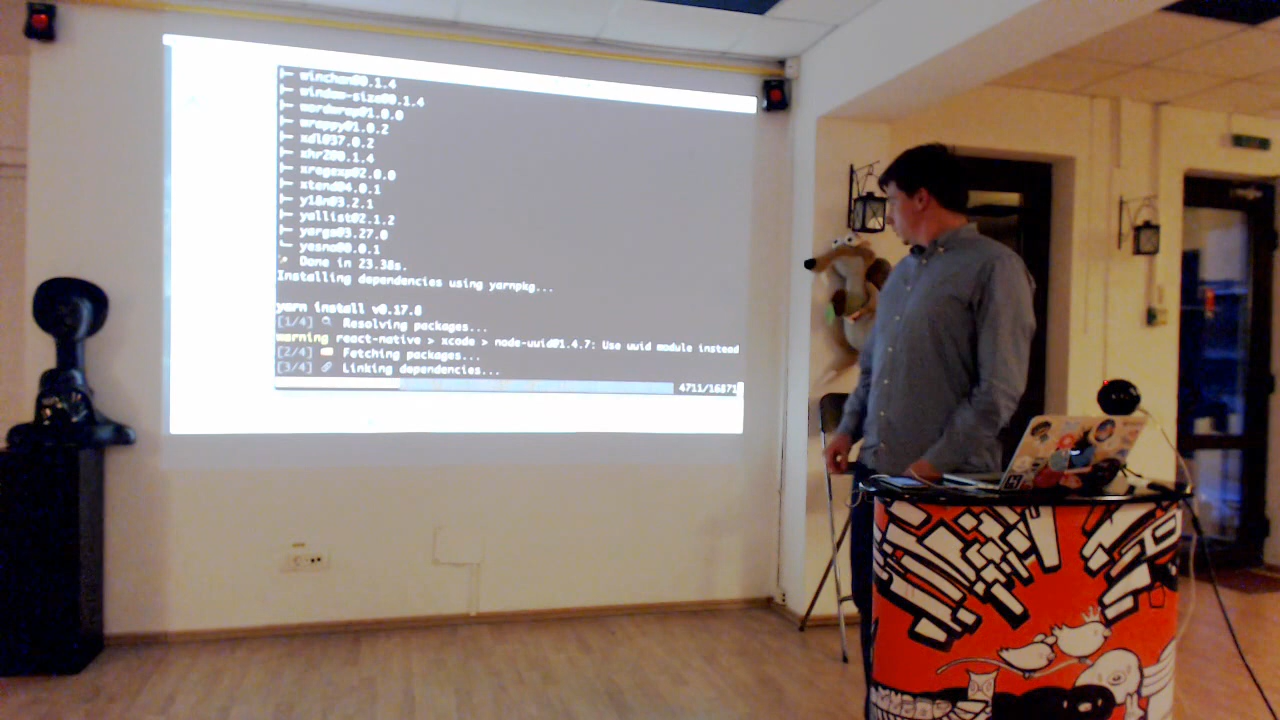 ├─ winchan@0.1.4
├─ window-size@0.1.4
├─ wordwrap@1.0.0
├─ wrappy@1.0.2
├─ xdl@37.0.2
├─ xhr2@0.1.4
├─ xregexp@2.0.0
├─ xtend@4.0.1
├─ y18n@3.2.1
├─ yallist@2.1.2
├─ yargs@3.27.0
└─ yesno@0.0.1
Done in 23.38s.
Installing dependencies using yarnpkg...
yarn install v0.17.8
[1/4] Resolving packages...
warning react-native > xcode > node-uuid@1.4.7: Use uuid module instead
[2/4] Fetching packages...
[3/4] Linking dependencies...
4711/16871